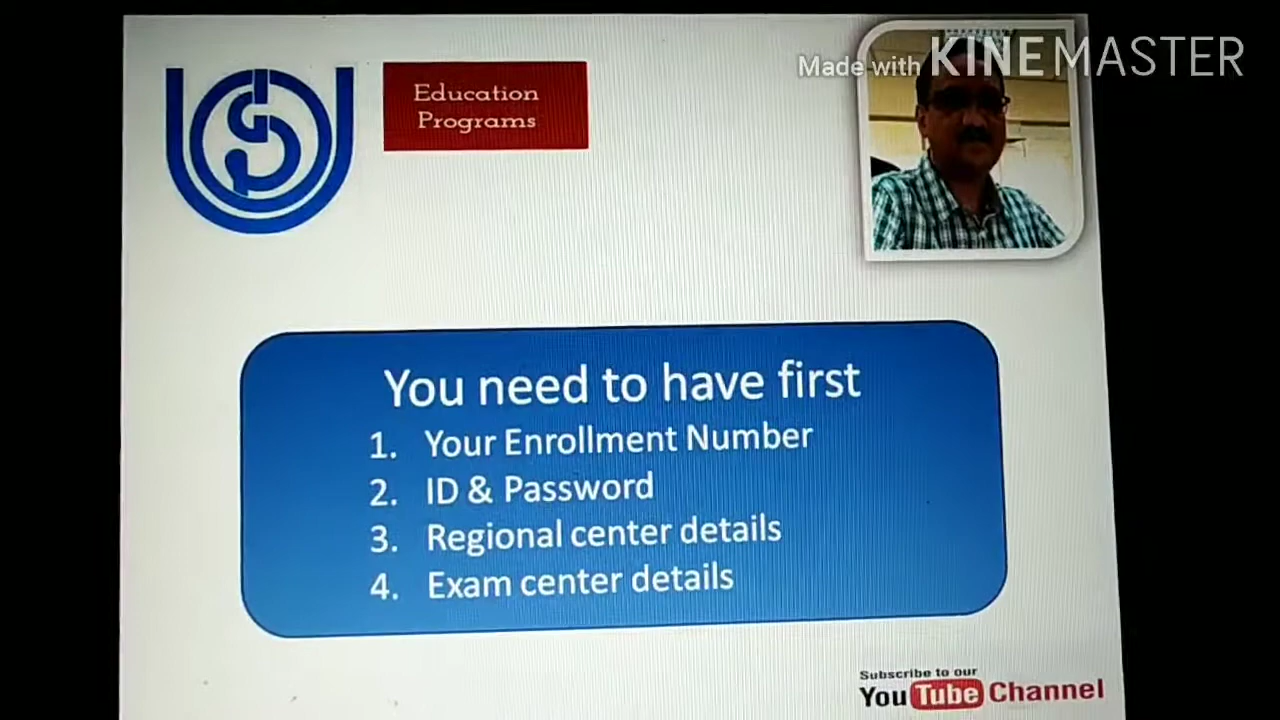 Made with KINEMASTER
Education
Programs
You need to have first
1. Your Enrollment Number
2. ID & Password
3. Regional center details
4. Exam center details
Subscribe to our
YouTube Channel